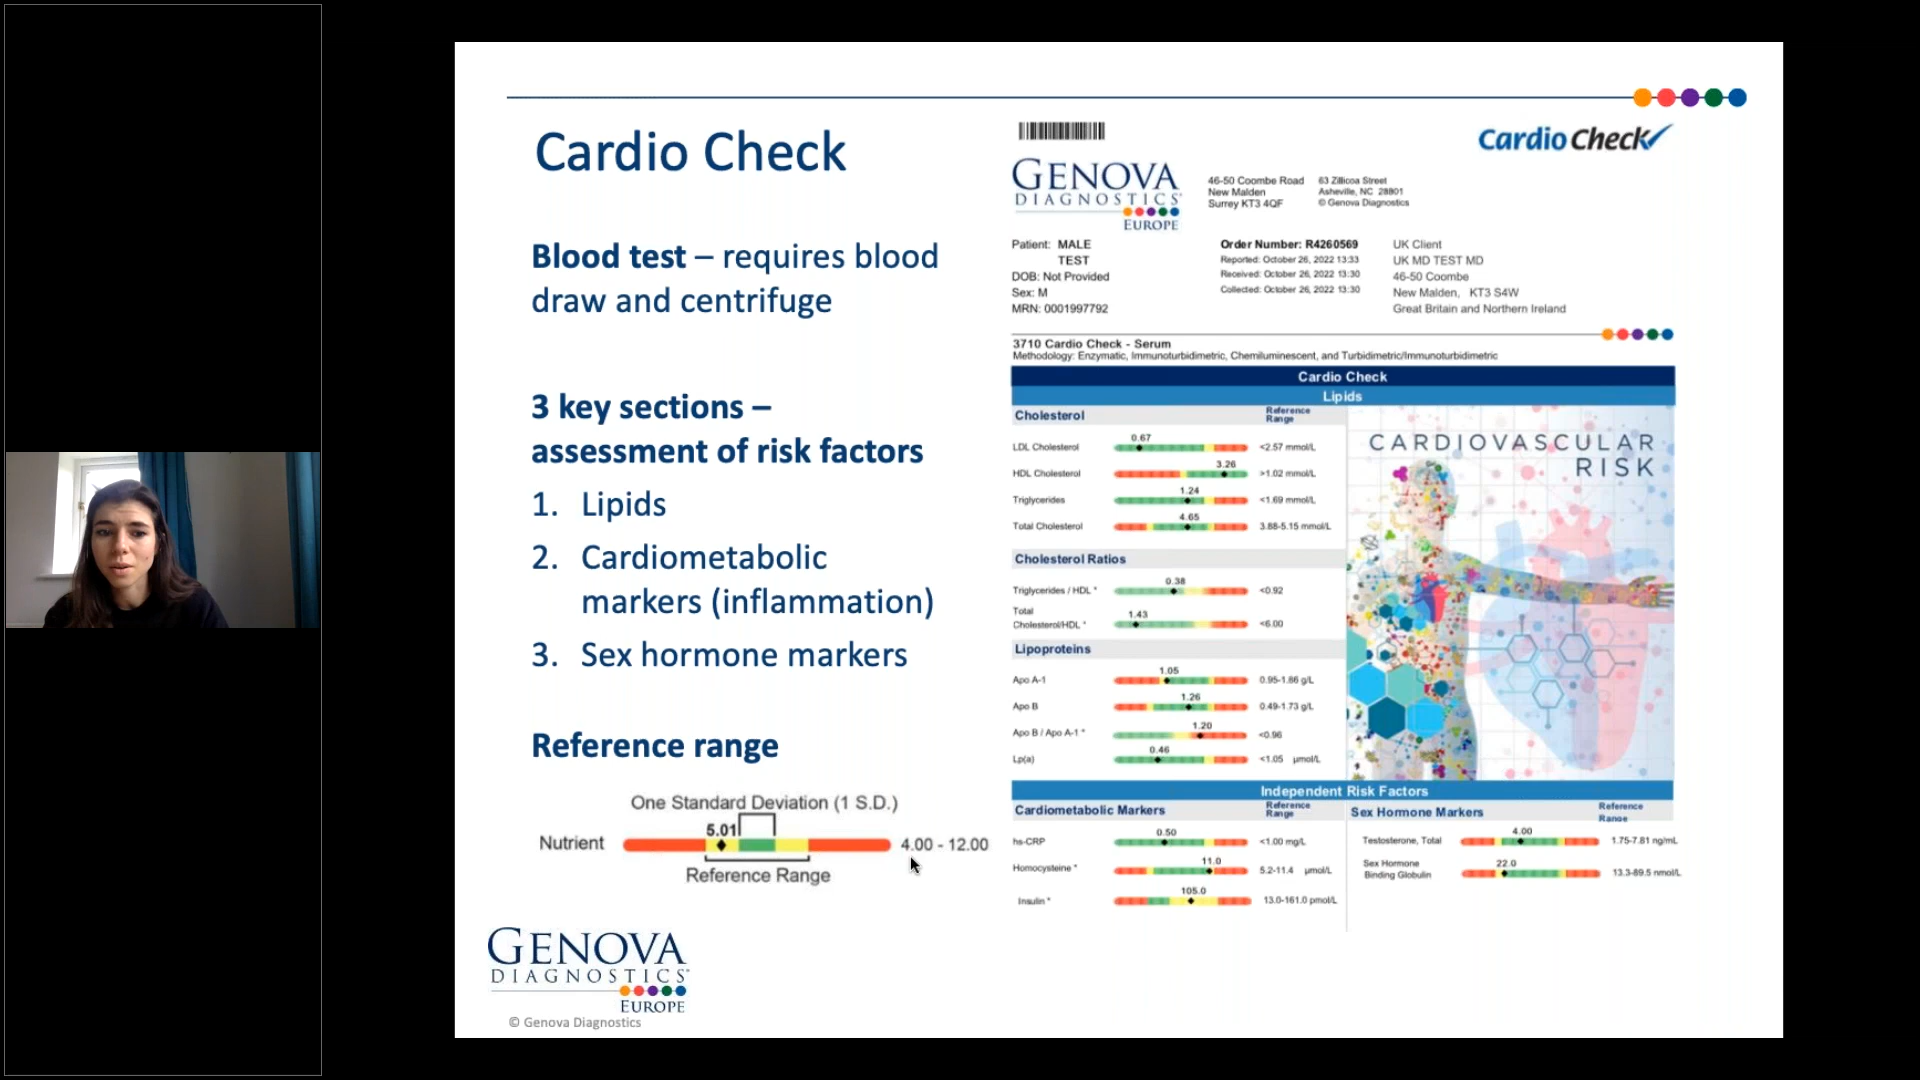 Cardio Check
Blood test – requires blood
draw and centrifuge
3 key sections –
assessment of risk factors
1. Lipids
2. Cardiometabolic
markers (inflammation)
3. Sex hormone markers
Reference range
One Standard Deviation (1 S.D.)
5.01
Nutrient 4.00 - 12.00
Reference Range
GENOVA
DIAGNOSTICS
EUROPE
© Genova Diagnostics
Cardio Check
GENOVA
DIAGNOSTICS
EUROPE
46-50 Coombe Road
New Malden
Surrey KT3 4QF
63 Zillicoa Street
Asheville, NC 28801
© Genova Diagnostics
Patient: MALE
TEST
DOB: Not Provided
Sex: M
MRN: 0001997792
Order Number: R4260569
Reported: October 26, 2022 13:33
Received: October 26, 2022 13:30
Collected: October 26, 2022 13:30
UK Client
UK MD TEST MD
46-50 Coombe
New Malden, KT3 S4W
Great Britain and Northern Ireland
3710 Cardio Check - Serum
Methodology: Enzymatic, Immunoturbidimetric, Chemiluminescent, and Turbidimetric/Immunoturbidimetric
Cardio Check
Lipids
Cholesterol
Reference
Range
0.67
LDL Cholesterol <2.57 mmol/L
3.26
HDL Cholesterol >1.02 mmol/L
1.24
Triglycerides <1.69 mmol/L
4.65
Total Cholesterol 3.88-5.15 mmol/L
Cholesterol Ratios
0.38
Triglycerides / HDL * <0.92
Total
1.43
Cholesterol/HDL * <6.00
Lipoproteins
1.05
Apo A-1 0.95-1.86 g/L
1.26
Apo B 0.49-1.73 g/L
1.20
Apo B / Apo A-1 * <0.96
0.46
Lp(a) <1.05 µmol/L
CARDIOVASCULAR
RISK
Independent Risk Factors
Cardiometabolic Markers
Reference
Range
0.50
hs-CRP <1.00 mg/L
11.0
Homocysteine * 5.2-11.4 µmol/L
105.0
Insulin * 13.0-161.0 pmol/L
Sex Hormone Markers
Reference
Range
4.00
Testosterone, Total 1.75-7.81 ng/mL
Sex Hormone
22.0
Binding Globulin 13.3-89.5 nmol/L